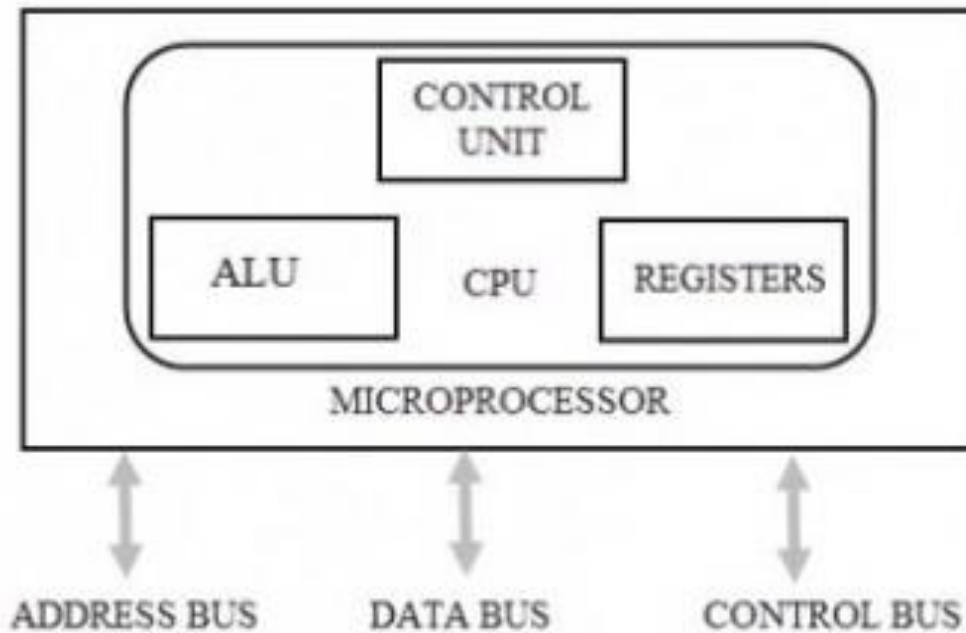 CONTROL
UNIT
ALU
CPU
REGISTERS
MICROPROCESSOR
ADDRESS BUS
DATA BUS
CONTROL BUS